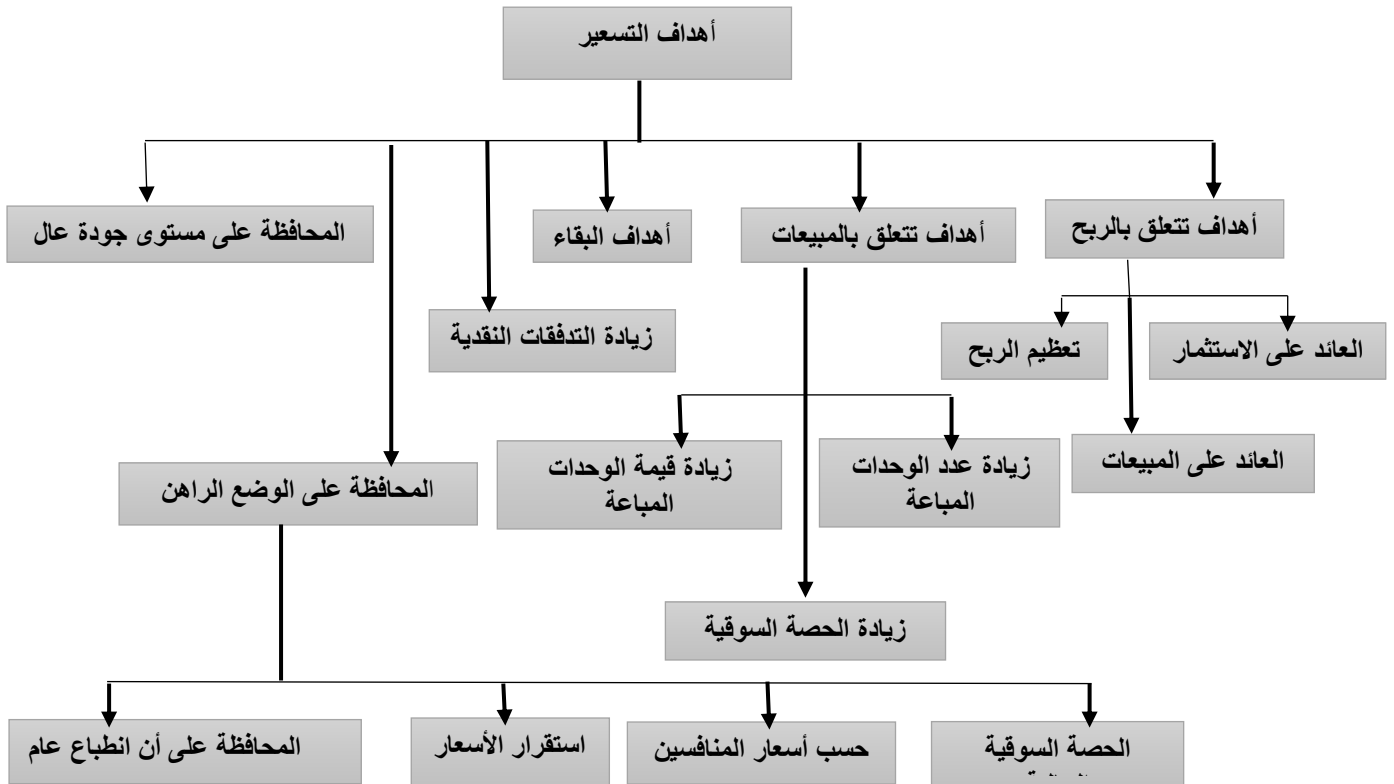 أهداف التسعير
أهداف تتعلق بالربح
أهداف تتعلق بالمبيعات
أهداف البقاء
المحافظة على مستوى جودة عال
زيادة التدفقات النقدية
العائد على الاستثمار
تعظيم الربح
العائد على المبيعات
زيادة عدد الوحدات
المباعة
زيادة قيمة الوحدات
المباعة
المحافظة على الوضع الراهن
زيادة الحصة السوقية
الحصة السوقية
حسب أسعار المنافسين
استقرار الأسعار
المحافظة على أن انطباع عام